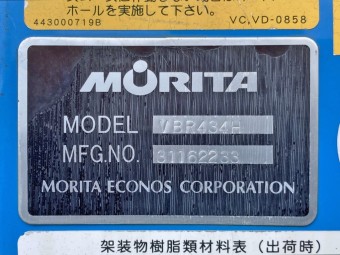 ホールを実施して下さい。
443000719B
VC,VD-0858
MORITA
MODEL VBR434H
MFG.NO. 31162233
MORITA ECONOS CORPORATION
架装物樹脂類材料表（出荷時）